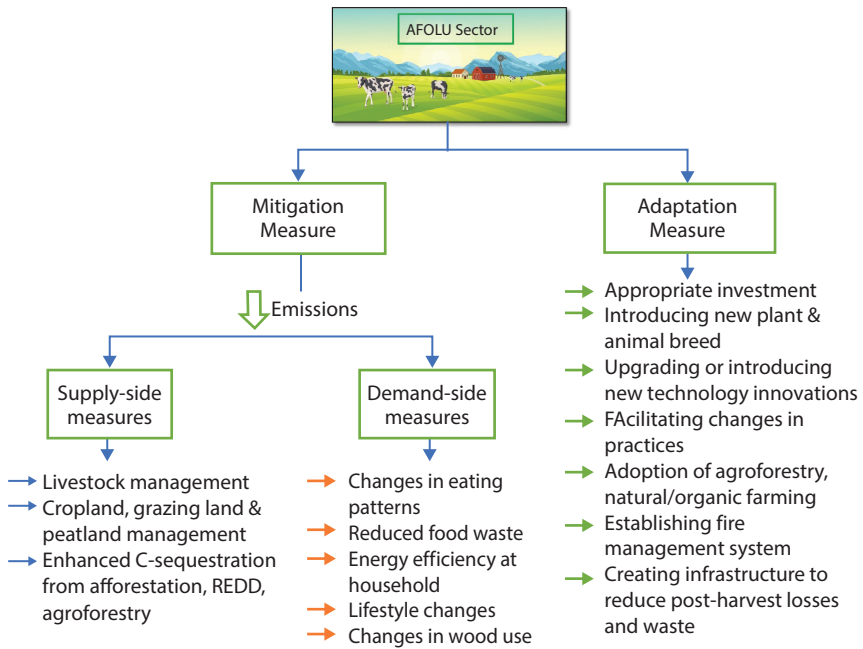 AFOLU Sector
Mitigation
Measure
Adaptation
Measure
Emissions
Supply-side
measures
Demand-side
measures
Livestock management
Cropland, grazing land &
peatland management
Enhanced C-sequestration
from afforestation, REDD,
agroforestry
Changes in eating
patterns
Reduced food waste
Energy efficiency at
household
Lifestyle changes
Changes in wood use
Appropriate investment
Introducing new plant &
animal breed
Upgrading or introducing
new technology innovations
FAcilitating changes in
practices
Adoption of agroforestry,
natural/organic farming
Establishing fire
management system
Creating infrastructure to
reduce post-harvest losses
and waste